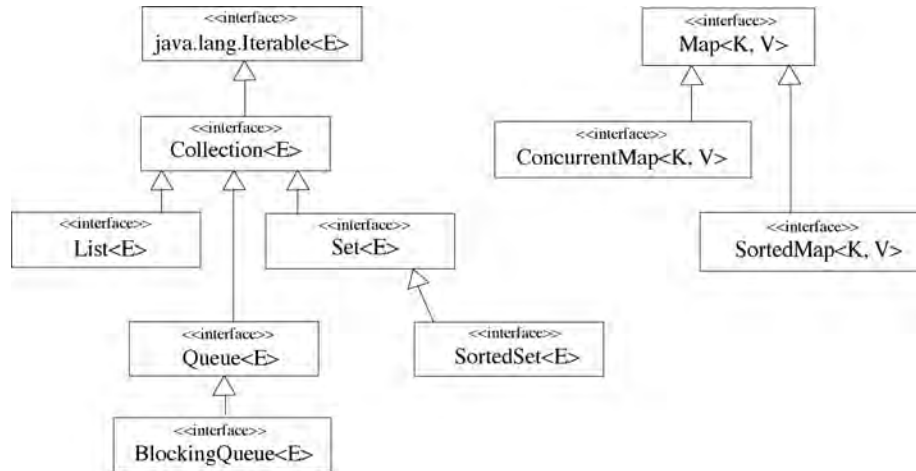 <<interface>>
java.lang.Iterable<E>
<<interface>>
Map<K, V>
<<interface>>
Collection<E>
<<interface>>
ConcurrentMap<K, V>
<<interface>>
List<E>
<<interface>>
Set<E>
<<interface>>
SortedMap<K, V>
<<interface>>
Queue<E>
<<interface>>
SortedSet<E>
<<interface>>
BlockingQueue<E>